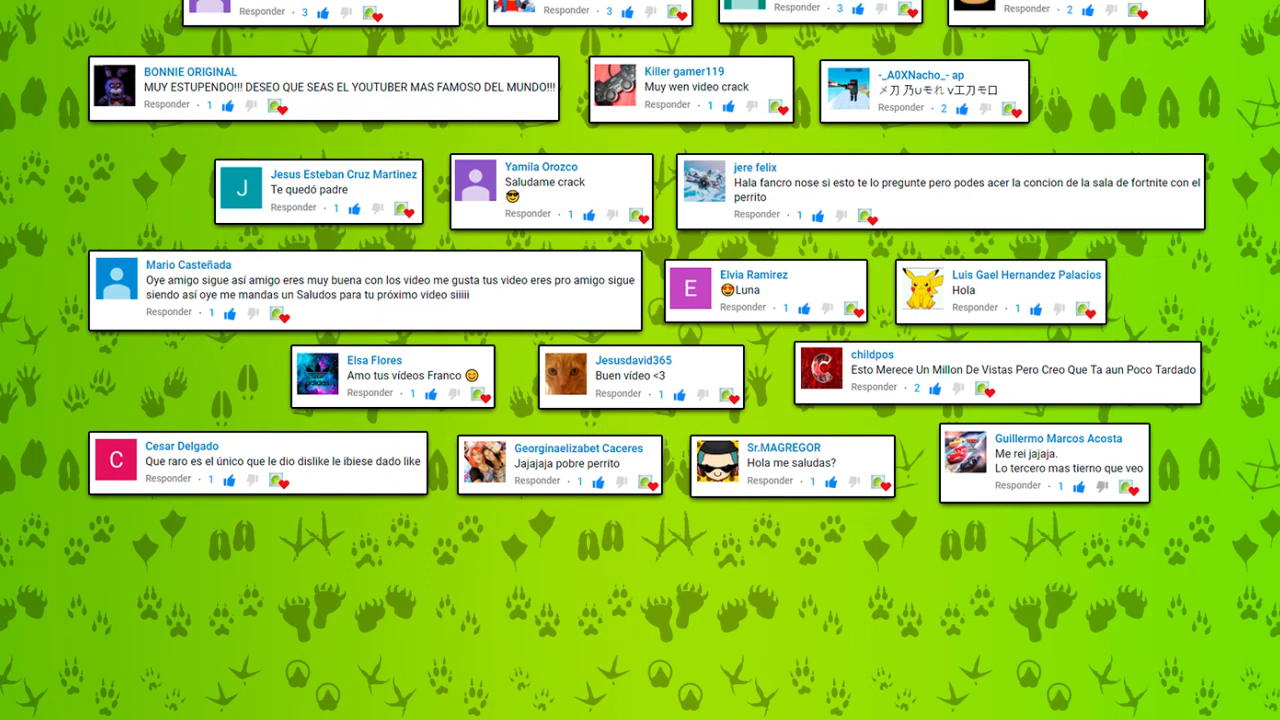 Responder · 3
Responder · 3
Responder · 3
Responder · 2
BONNIE ORIGINAL
MUY ESTUPENDO!!! DESEO QUE SEAS EL YOUTUBER MAS FAMOSO DEL MUNDO!!!
Responder · 1
Killer gamer119
Muy wen video crack
Responder · 1
-_A0XNacho_- ap
メ刀 乃uモれ v工刀モロ
Responder · 2
J
Jesus Esteban Cruz Martinez
Te quedó padre
Responder · 1
Yamila Orozco
Saludame crack
😎
Responder · 1
jere felix
Hala fancro nose si esto te lo pregunte pero podes acer la concion de la sala de fortnite con el
perrito
Responder · 1
Mario Casteñada
Oye amigo sigue así amigo eres muy buena con los video me gusta tus video eres pro amigo sigue
siendo así oye me mandas un Saludos para tu próximo video siiiii
Responder · 1
E
Elvia Ramirez
😍Luna
Responder · 1
Luis Gael Hernandez Palacios
Hola
Responder · 1
Elsa Flores
Amo tus vídeos Franco 😊
Responder · 1
Jesusdavid365
Buen vídeo <3
Responder · 1
C
childpos
Esto Merece Un Millon De Vistas Pero Creo Que Ta aun Poco Tardado
Responder · 2
C
Cesar Delgado
Que raro es el único que le dio dislike le ibiese dado like
Responder · 1
Georginaelizabet Caceres
Jajajaja pobre perrito
Responder · 1
Sr.MAGREGOR
Hola me saludas?
Responder · 1
Guillermo Marcos Acosta
Me rei jajaja.
Lo tercero mas tierno que veo
Responder · 1